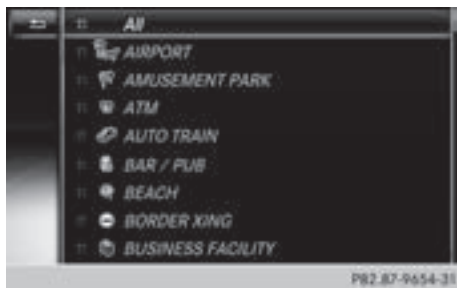 All
AIRPORT
AMUSEMENT PARK
ATM
AUTO TRAIN
BAR / PUB
BEACH
BORDER XING
BUSINESS FACILITY
P82.87-9654-31